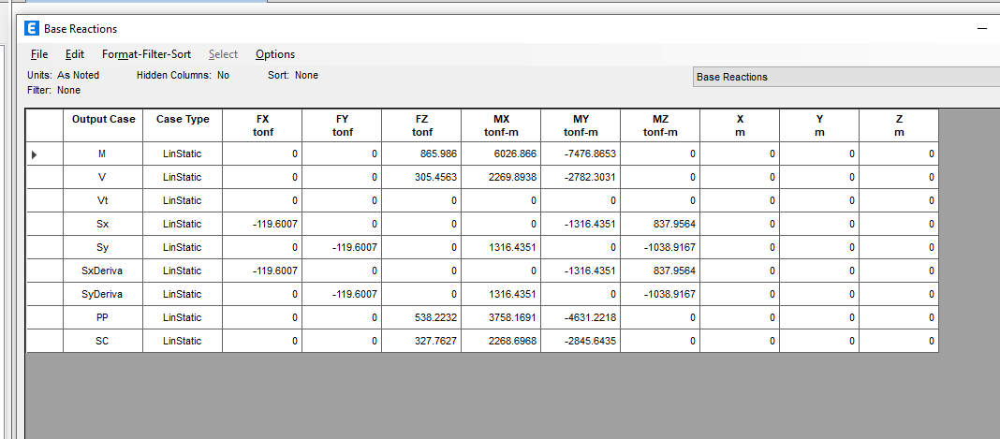 E Base Reactions
File Edit Format-Filter-Sort Select Options
Units: As Noted Hidden Columns: No Sort: None
Filter: None
Base Reactions
Output Case Case Type FX tonf FY tonf FZ tonf MX tonf-m MY tonf-m MZ tonf-m X m Y m Z m
M LinStatic 0 0 865.986 6026.866 -7476.8653 0 0 0 0
V LinStatic 0 0 305.4563 2269.8938 -2782.3031 0 0 0 0
Vt LinStatic 0 0 0 0 0 0 0 0 0
Sx LinStatic -119.6007 0 0 0 -1316.4351 837.9564 0 0 0
Sy LinStatic 0 -119.6007 0 1316.4351 0 -1038.9167 0 0 0
SxDeriva LinStatic -119.6007 0 0 0 -1316.4351 837.9564 0 0 0
SyDeriva LinStatic 0 -119.6007 0 1316.4351 0 -1038.9167 0 0 0
PP LinStatic 0 0 538.2232 3758.1691 -4631.2218 0 0 0 0
SC LinStatic 0 0 327.7627 2268.6968 -2845.6435 0 0 0 0